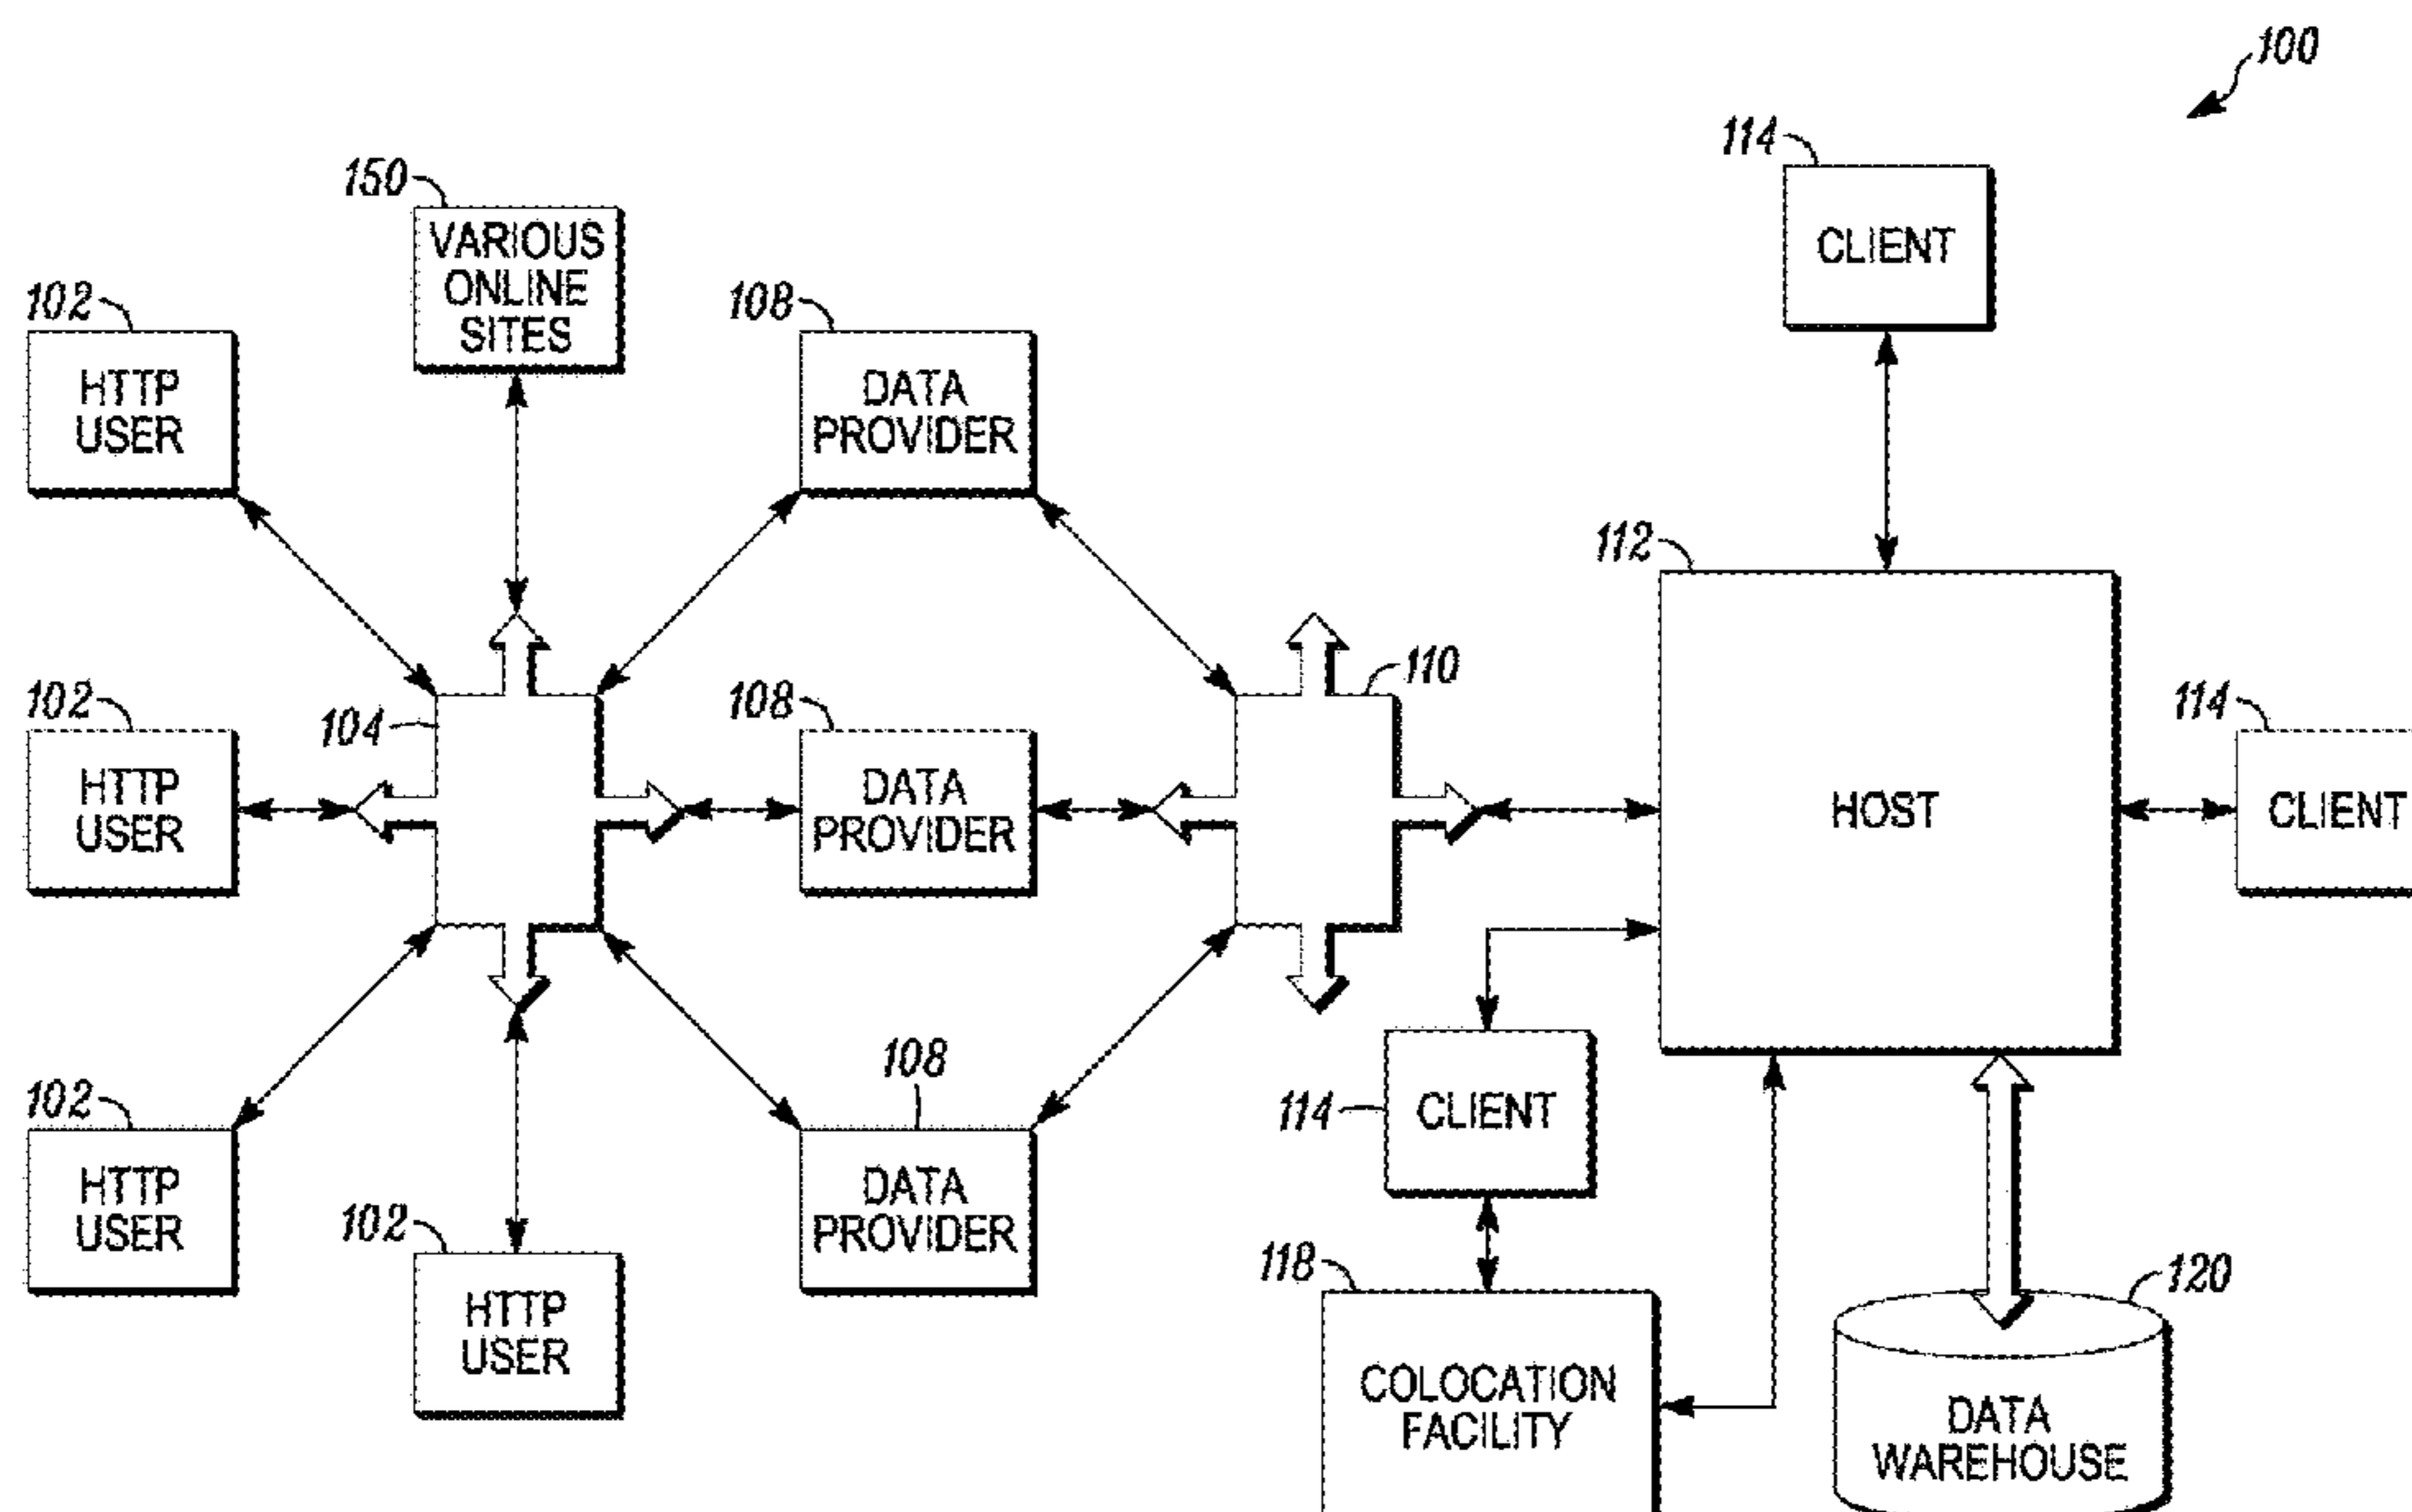 100
114
CLIENT
150
VARIOUS
ONLINE
SITES
102
HTTP
USER
108
DATA
PROVIDER
112
HOST
110
102
HTTP
USER
104
108
DATA
PROVIDER
114
CLIENT
102
HTTP
USER
108
DATA
PROVIDER
114
CLIENT
102
HTTP
USER
118
COLOCATION
FACILITY
120
DATA
WAREHOUSE